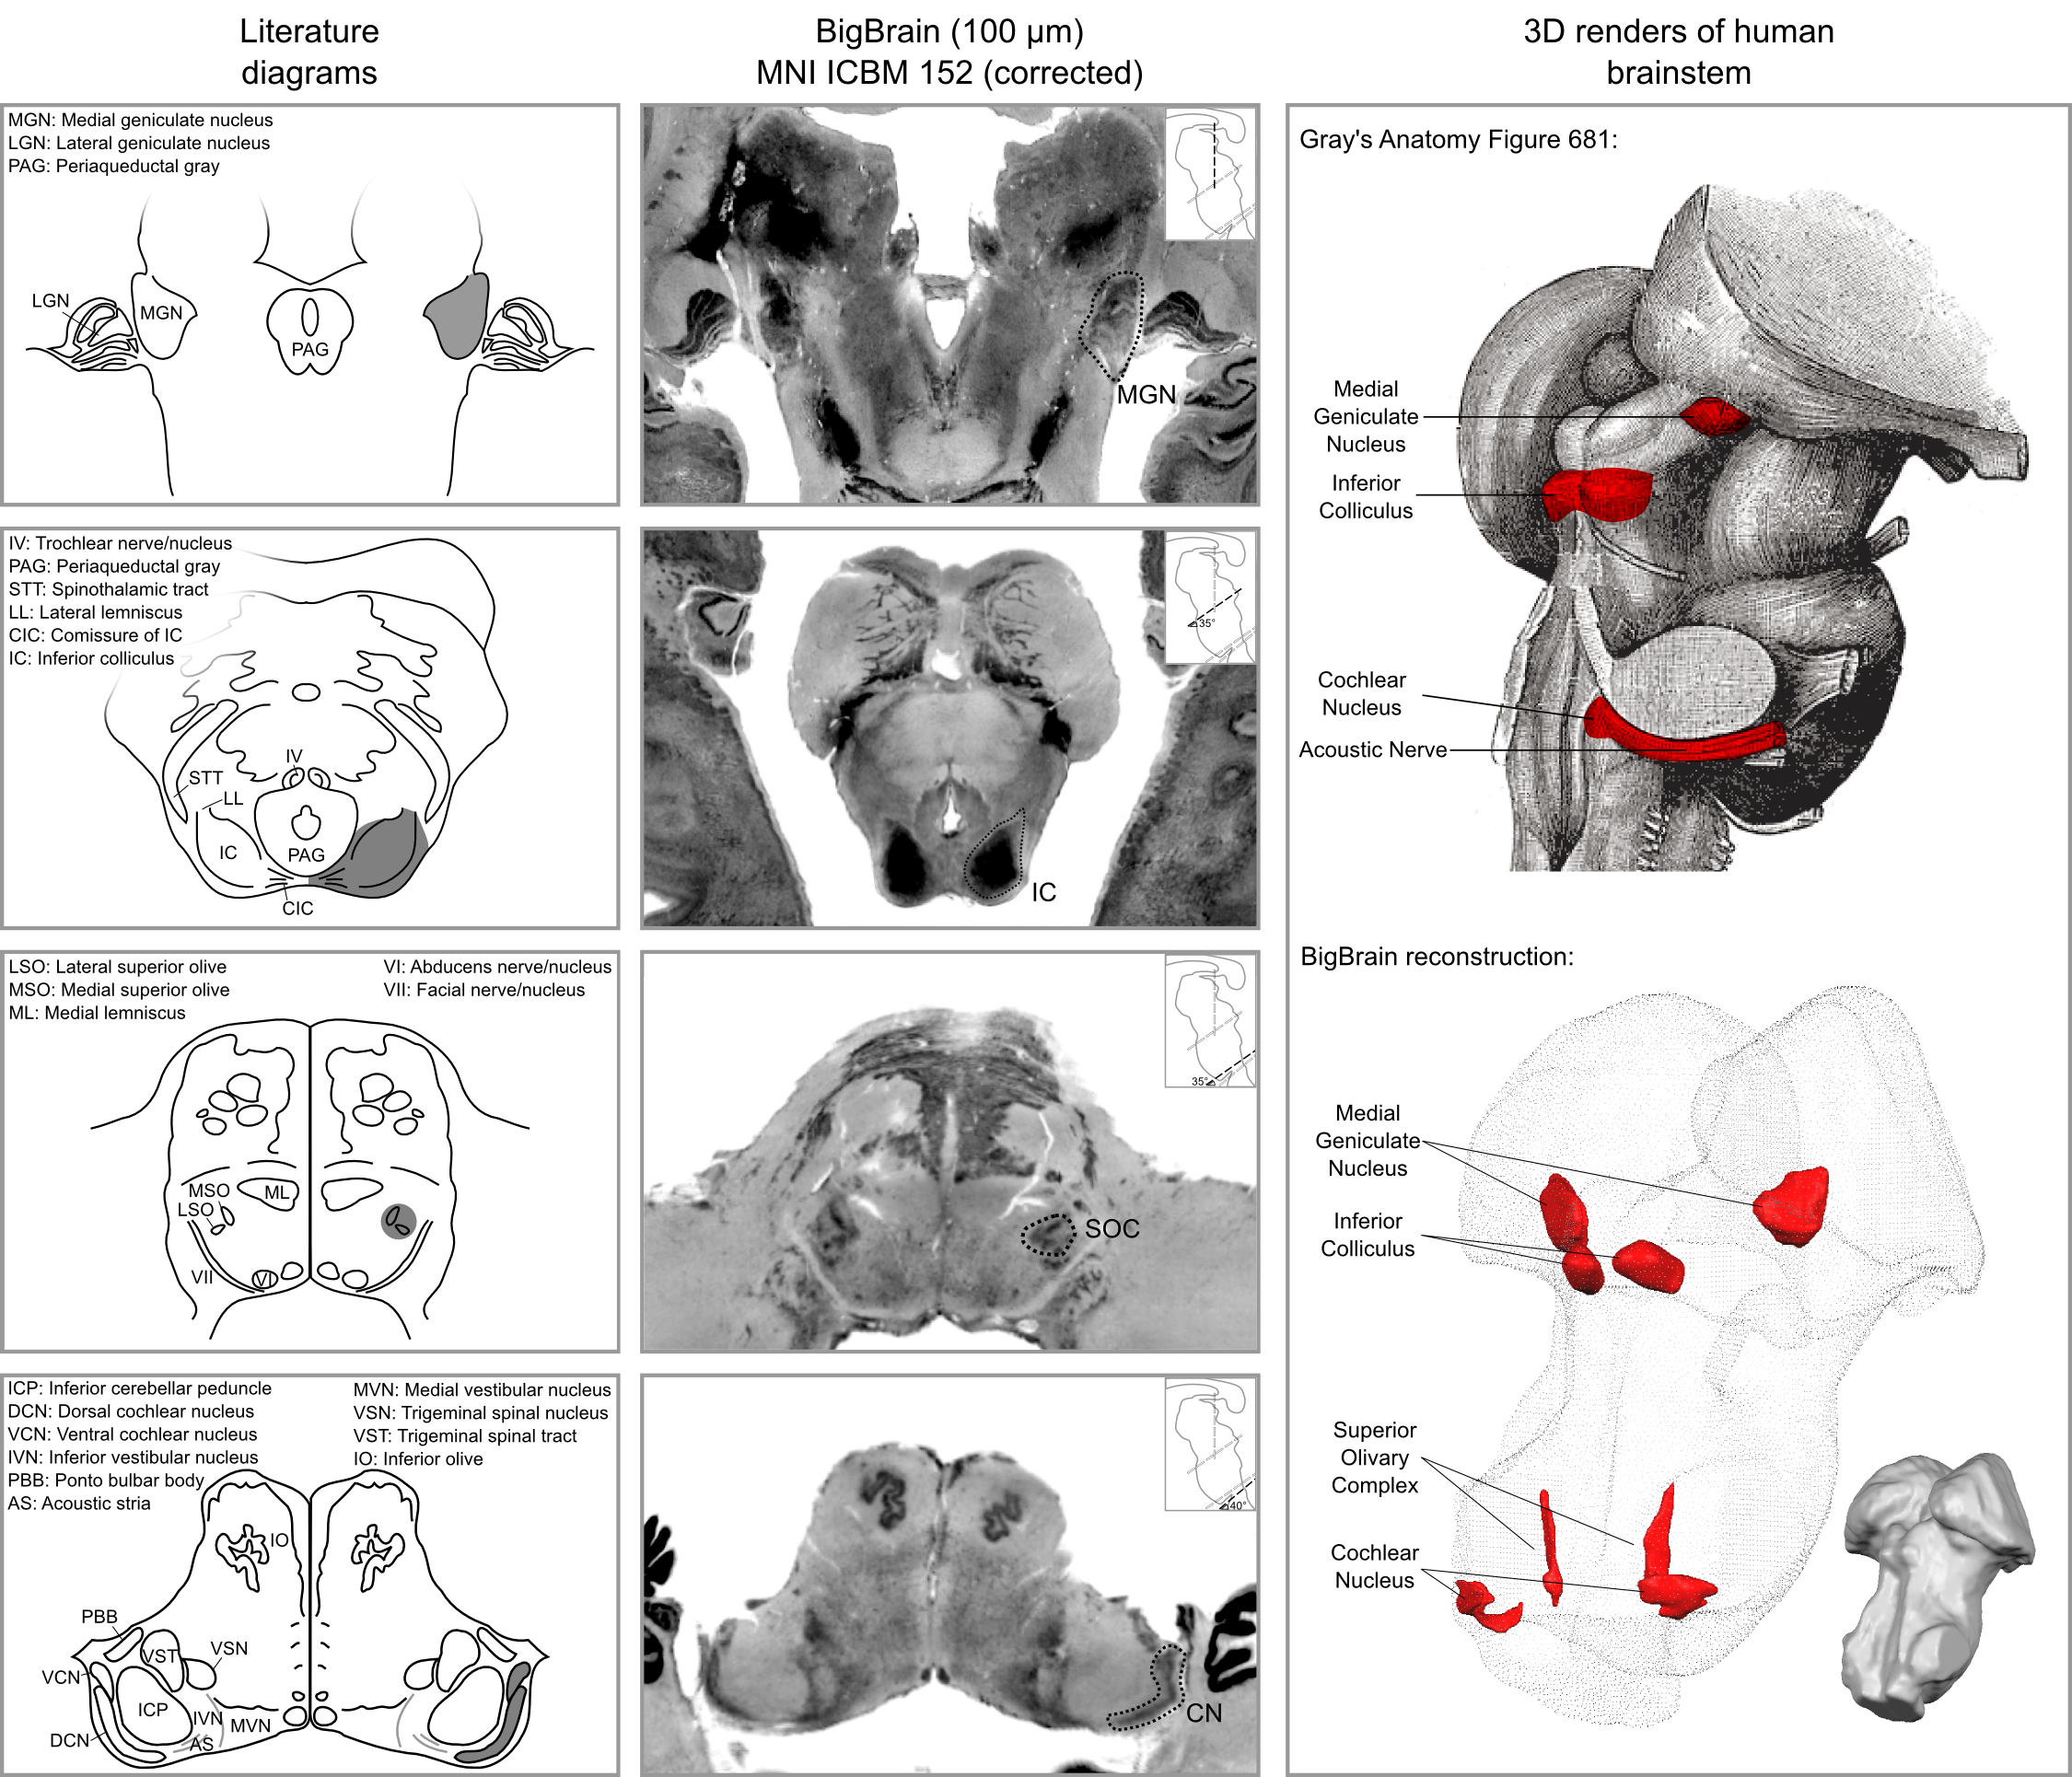 Literature
diagrams
BigBrain (100 µm)
MNI ICBM 152 (corrected)
3D renders of human
brainstem
MGN: Medial geniculate nucleus
LGN: Lateral geniculate nucleus
PAG: Periaqueductal gray
LGN
MGN
PAG
MGN
IV: Trochlear nerve/nucleus
PAG: Periaqueductal gray
STT: Spinothalamic tract
LL: Lateral lemniscus
CIC: Comissure of IC
IC: Inferior colliculus
IV
STT
LL
IC
PAG
CIC
35°
IC
LSO: Lateral superior olive
MSO: Medial superior olive
ML: Medial lemniscus
VI: Abducens nerve/nucleus
VII: Facial nerve/nucleus
MSO
ML
LSO
VII
VI
35°
SOC
ICP: Inferior cerebellar peduncle
DCN: Dorsal cochlear nucleus
VCN: Ventral cochlear nucleus
IVN: Inferior vestibular nucleus
PBB: Ponto bulbar body
AS: Acoustic stria
MVN: Medial vestibular nucleus
VSN: Trigeminal spinal nucleus
VST: Trigeminal spinal tract
IO: Inferior olive
IO
PBB
VST
VSN
VCN
ICP
IVN
MVN
DCN
AS
40°
CN
Gray's Anatomy Figure 681:
Medial
Geniculate
Nucleus
Inferior
Colliculus
Cochlear
Nucleus
Acoustic Nerve
BigBrain reconstruction:
Medial
Geniculate
Nucleus
Inferior
Colliculus
Superior
Olivary
Complex
Cochlear
Nucleus